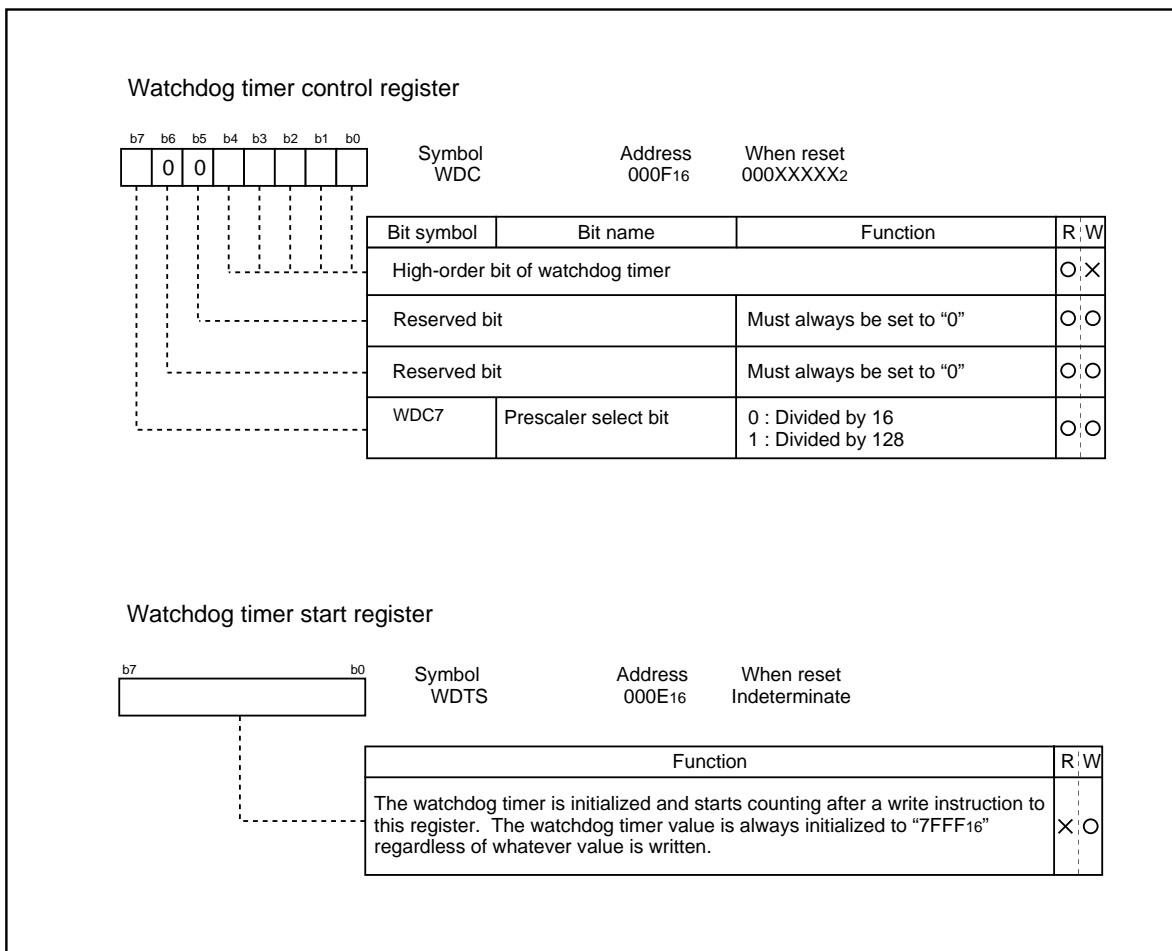 Watchdog timer control register
b7 b6 b5 b4 b3 b2 b1 b0
0 0
Symbol Address When reset
WDC 000F16 000XXXXX2
Bit symbol Bit name Function R W
High-order bit of watchdog timer
Reserved bit Must always be set to “0”
Reserved bit Must always be set to “0”
WDC7 Prescaler select bit 0 : Divided by 16
1 : Divided by 128
Watchdog timer start register
b7 b0
Symbol Address When reset
WDTS 000E16 Indeterminate
Function R W
The watchdog timer is initialized and starts counting after a write instruction to
this register. The watchdog timer value is always initialized to “7FFF16”
regardless of whatever value is written.